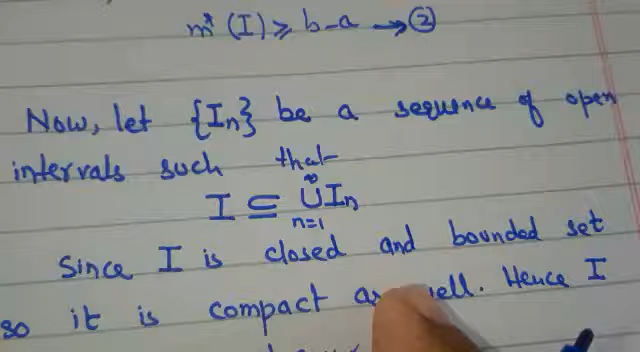 m*(I) ≥ b-a → ②
Now, let {In} be a sequence of open
intervals such that
I ⊆ ∞∪n=1 In
Since I is closed and bounded set
so it is compact as well. Hence I